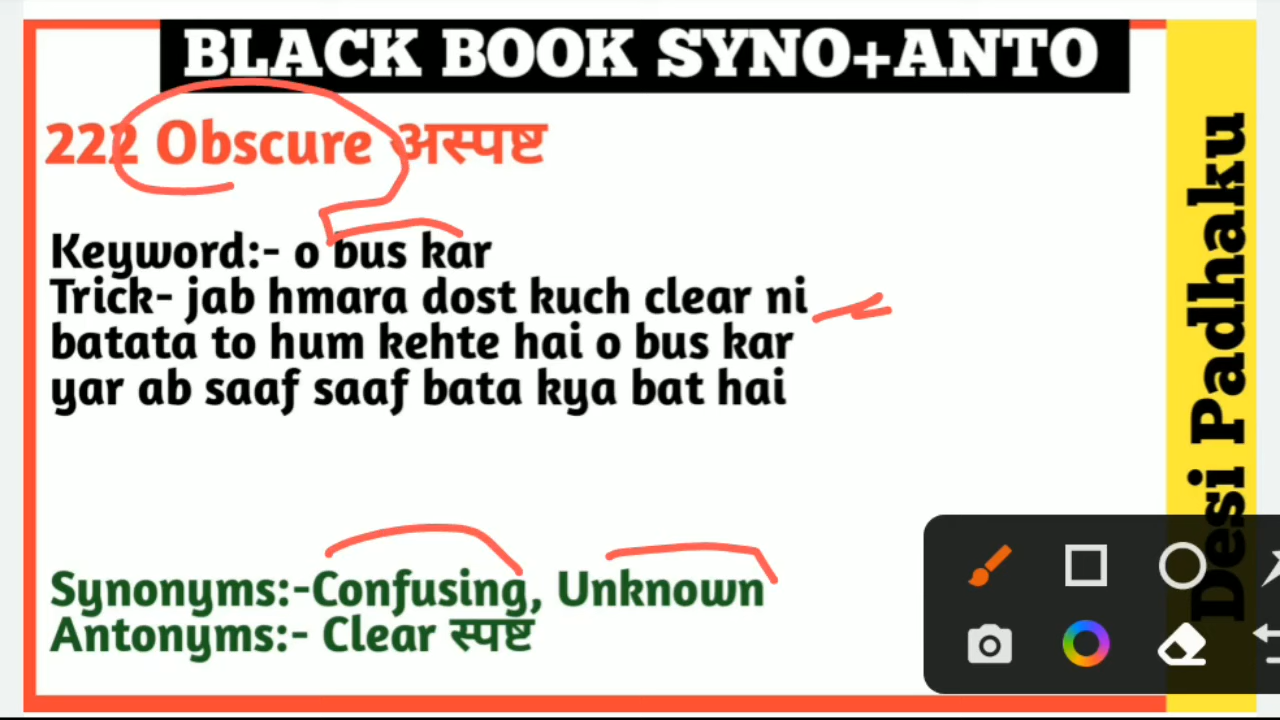 BLACK BOOK SYNO+ANTO
222 Obscure अस्पष्ट
Keyword:- o bus kar
Trick- jab hmara dost kuch clear ni
batata to hum kehte hai o bus kar
yar ab saaf saaf bata kya bat hai
Synonyms:-Confusing, Unknown
Antonyms:- Clear स्पष्ट
Desi Padhaku